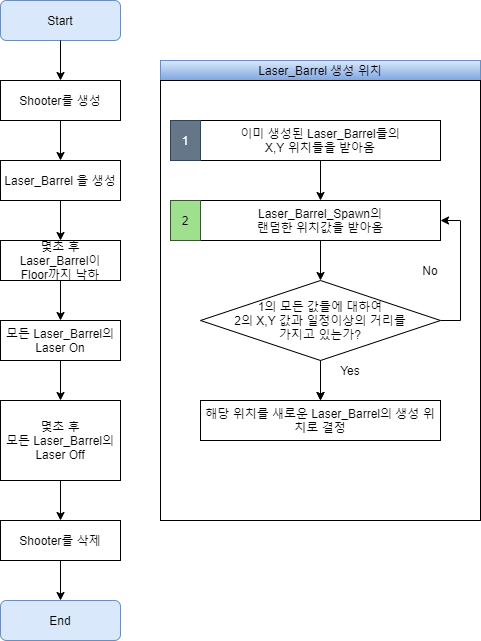 Start
Shooter를 생성
Laser_Barrel 을 생성
몇초 후
Laser_Barrel이
Floor까지 낙하
모든 Laser_Barrel의
Laser On
몇초 후
모든 Laser_Barrel의
Laser Off
Shooter를 삭제
End
Laser_Barrel 생성 위치
1
이미 생성된 Laser_Barrel들의
X,Y 위치들을 받아옴
2
Laser_Barrel_Spawn의
랜덤한 위치값을 받아옴
No
1의 모든 값들에 대하여
2의 X,Y 값과 일정이상의 거리를
가지고 있는가?
Yes
해당 위치를 새로운 Laser_Barrel의 생성 위
치로 결정